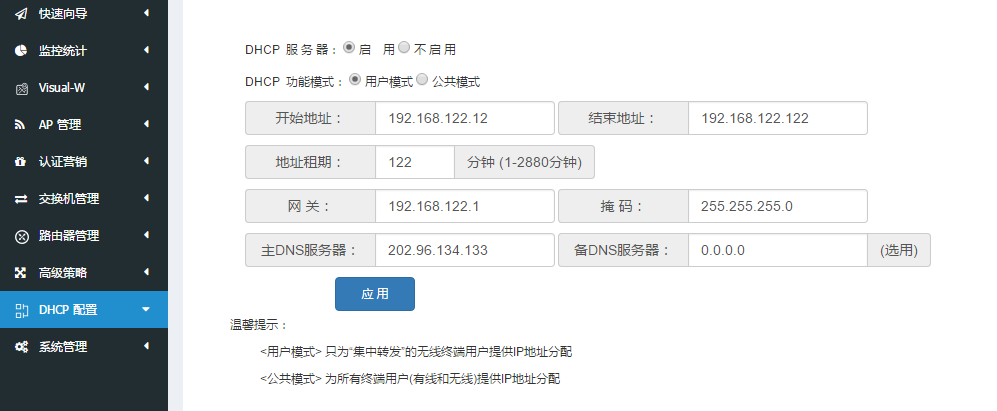 快速向导
监控统计
Visual-W
AP 管理
认证营销
交换机管理
路由器管理
高级策略
DHCP 配置
系统管理
DHCP 服务器： 启 用 不启用
DHCP 功能模式： 用户模式 公共模式
开始地址： 192.168.122.12 结束地址： 192.168.122.122
地址租期： 122 分钟 (1-2880分钟)
网 关： 192.168.122.1 掩 码： 255.255.255.0
主DNS服务器： 202.96.134.133 备DNS服务器： 0.0.0.0 (选用)
应 用
温馨提示：
<用户模式> 只为“集中转发”的无线终端用户提供IP地址分配
<公共模式> 为所有终端用户(有线和无线)提供IP地址分配